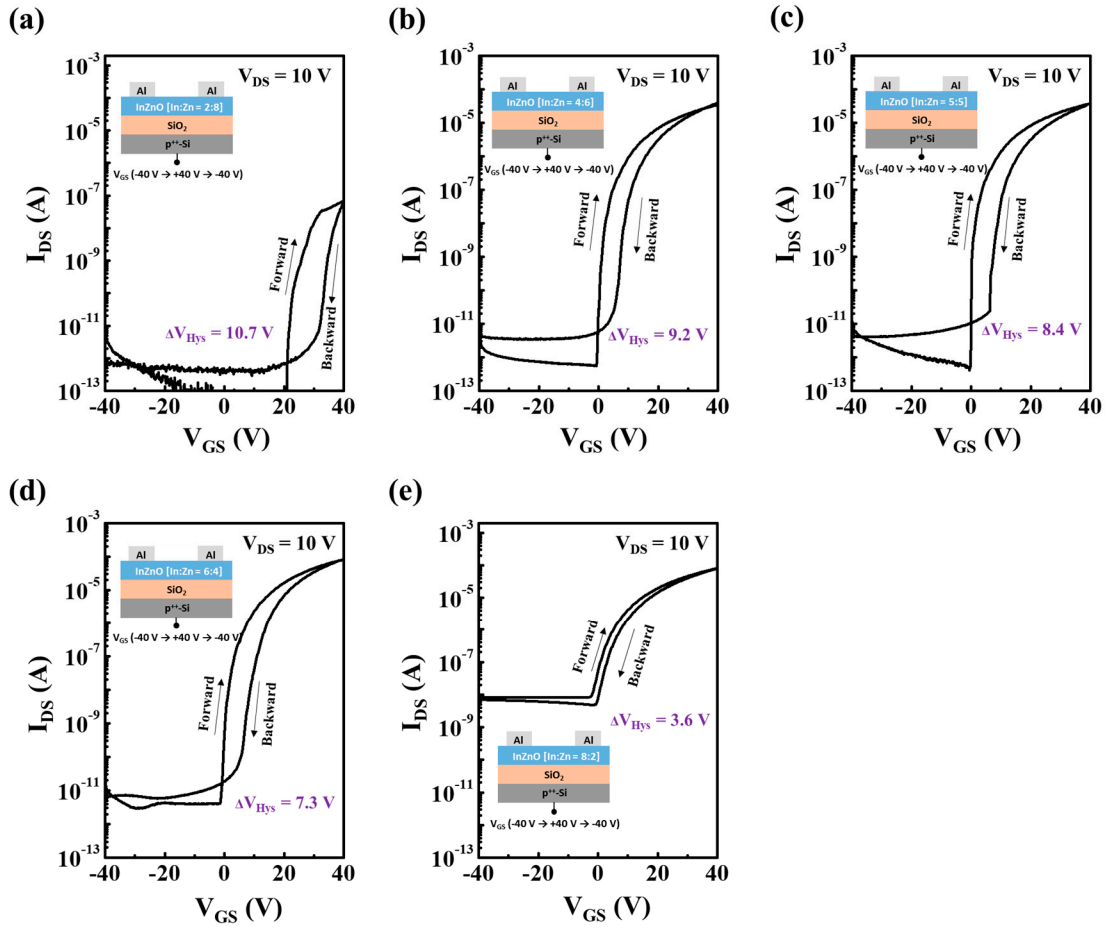 (a)
10⁻³
10⁻⁵
10⁻⁷
10⁻⁹
10⁻¹¹
10⁻¹³
I_DS (A)
V_DS = 10 V
Al Al
InZnO [In:Zn = 2:8]
SiO₂
p⁺⁺-Si
V_GS (-40 V → +40 V → -40 V)
Forward
Backward
ΔV_Hys = 10.7 V
-40 -20 0 20 40
V_GS (V)
(b)
10⁻³
10⁻⁵
10⁻⁷
10⁻⁹
10⁻¹¹
10⁻¹³
I_DS (A)
V_DS = 10 V
Al Al
InZnO [In:Zn = 4:6]
SiO₂
p⁺⁺-Si
V_GS (-40 V → +40 V → -40 V)
Forward
Backward
ΔV_Hys = 9.2 V
-40 -20 0 20 40
V_GS (V)
(c)
10⁻³
10⁻⁵
10⁻⁷
10⁻⁹
10⁻¹¹
10⁻¹³
I_DS (A)
V_DS = 10 V
Al Al
InZnO [In:Zn = 5:5]
SiO₂
p⁺⁺-Si
V_GS (-40 V → +40 V → -40 V)
Forward
Backward
ΔV_Hys = 8.4 V
-40 -20 0 20 40
V_GS (V)
(d)
10⁻³
10⁻⁵
10⁻⁷
10⁻⁹
10⁻¹¹
10⁻¹³
I_DS (A)
V_DS = 10 V
Al Al
InZnO [In:Zn = 6:4]
SiO₂
p⁺⁺-Si
V_GS (-40 V → +40 V → -40 V)
Forward
Backward
ΔV_Hys = 7.3 V
-40 -20 0 20 40
V_GS (V)
(e)
10⁻³
10⁻⁵
10⁻⁷
10⁻⁹
10⁻¹¹
10⁻¹³
I_DS (A)
V_DS = 10 V
Forward
Backward
ΔV_Hys = 3.6 V
Al Al
InZnO [In:Zn = 8:2]
SiO₂
p⁺⁺-Si
V_GS (-40 V → +40 V → -40 V)
-40 -20 0 20 40
V_GS (V)